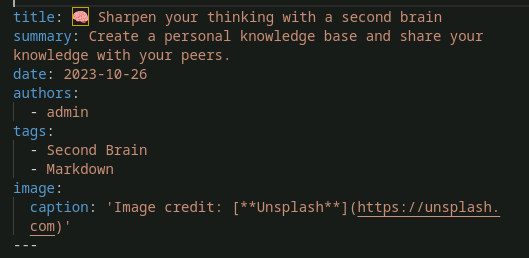 title: 🧠 Sharpen your thinking with a second brain
summary: Create a personal knowledge base and share your
knowledge with your peers.
date: 2023-10-26
authors:
- admin
tags:
- Second Brain
- Markdown
image:
caption: 'Image credit: [**Unsplash**](https://unsplash.
com)'
---